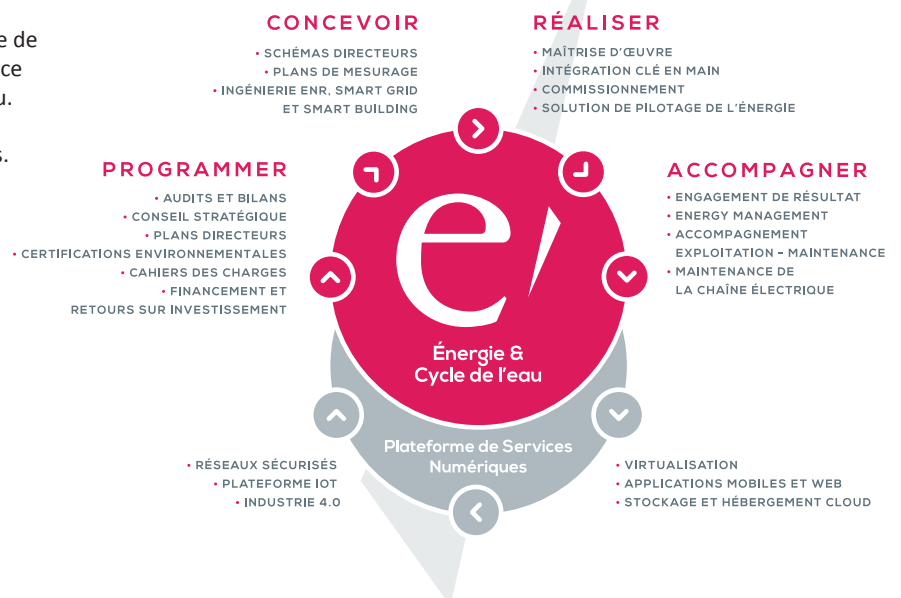 e de
ce
u.
s.
CONCEVOIR
• SCHÉMAS DIRECTEURS
• PLANS DE MESURAGE
• INGÉNIERIE ENR, SMART GRID
ET SMART BUILDING
RÉALISER
• MAÎTRISE D'ŒUVRE
• INTÉGRATION CLÉ EN MAIN
• COMMISSIONNEMENT
• SOLUTION DE PILOTAGE DE L'ÉNERGIE
PROGRAMMER
• AUDITS ET BILANS
• CONSEIL STRATÉGIQUE
• PLANS DIRECTEURS
• CERTIFICATIONS ENVIRONNEMENTALES
• CAHIERS DES CHARGES
• FINANCEMENT ET
RETOURS SUR INVESTISSEMENT
ACCOMPAGNER
• ENGAGEMENT DE RÉSULTAT
• ENERGY MANAGEMENT
• ACCOMPAGNEMENT
EXPLOITATION – MAINTENANCE
• MAINTENANCE DE
LA CHAÎNE ÉLECTRIQUE
e/
Énergie &
Cycle de l'eau
Plateforme de Services
Numériques
• RÉSEAUX SÉCURISÉS
• PLATEFORME IOT
• INDUSTRIE 4.0
• VIRTUALISATION
• APPLICATIONS MOBILES ET WEB
• STOCKAGE ET HÉBERGEMENT CLOUD